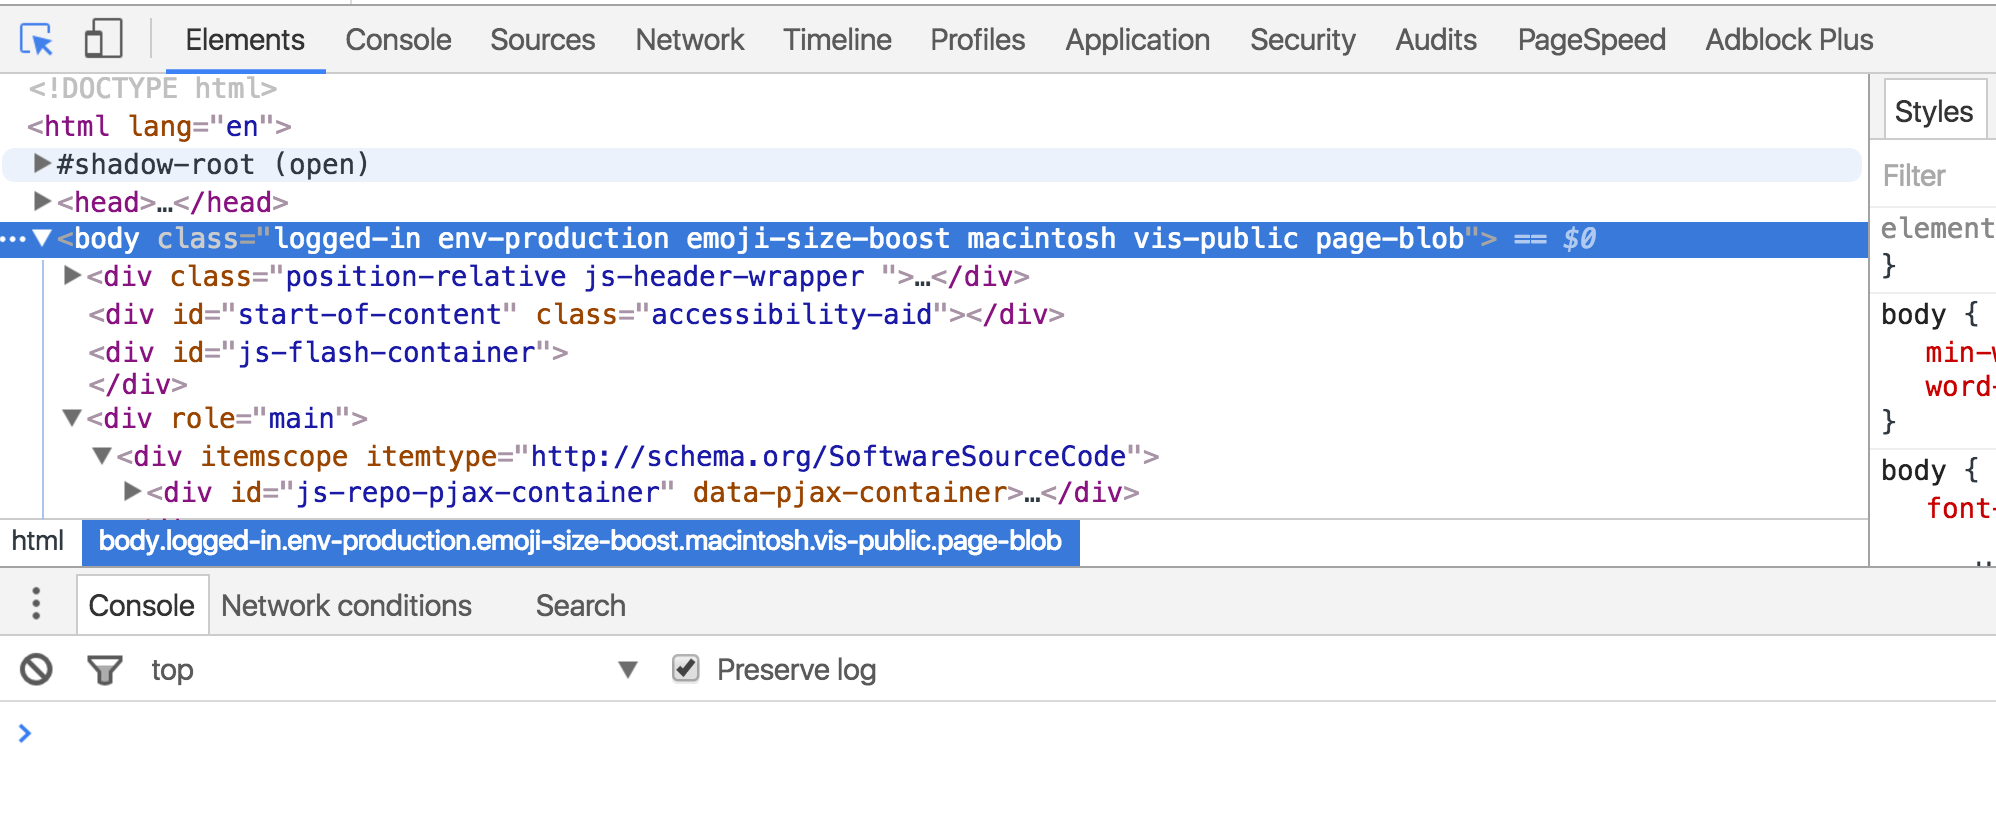 Elements Console Sources Network Timeline Profiles Application Security Audits PageSpeed Adblock Plus
<!DOCTYPE html>
<html lang="en">
#shadow-root (open)
<head>…</head>
<body class="logged-in env-production emoji-size-boost macintosh vis-public page-blob"> == $0
<div class="position-relative js-header-wrapper ">…</div>
<div id="start-of-content" class="accessibility-aid"></div>
<div id="js-flash-container">
</div>
<div role="main">
<div itemscope itemtype="http://schema.org/SoftwareSourceCode">
<div id="js-repo-pjax-container" data-pjax-container>…</div>
html body.logged-in.env-production.emoji-size-boost.macintosh.vis-public.page-blob
Styles
Filter
element
}
body {
min-
word-
}
body {
font-
Console Network conditions Search
top Preserve log